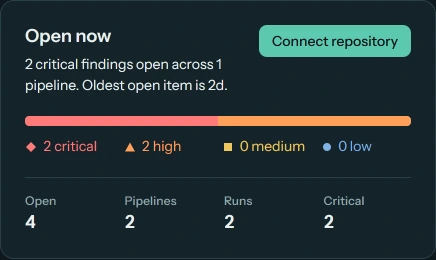 Open now
Connect repository
2 critical findings open across 1
pipeline. Oldest open item is 2d.
2 critical 2 high 0 medium 0 low
Open Pipelines Runs Critical
4 2 2 2